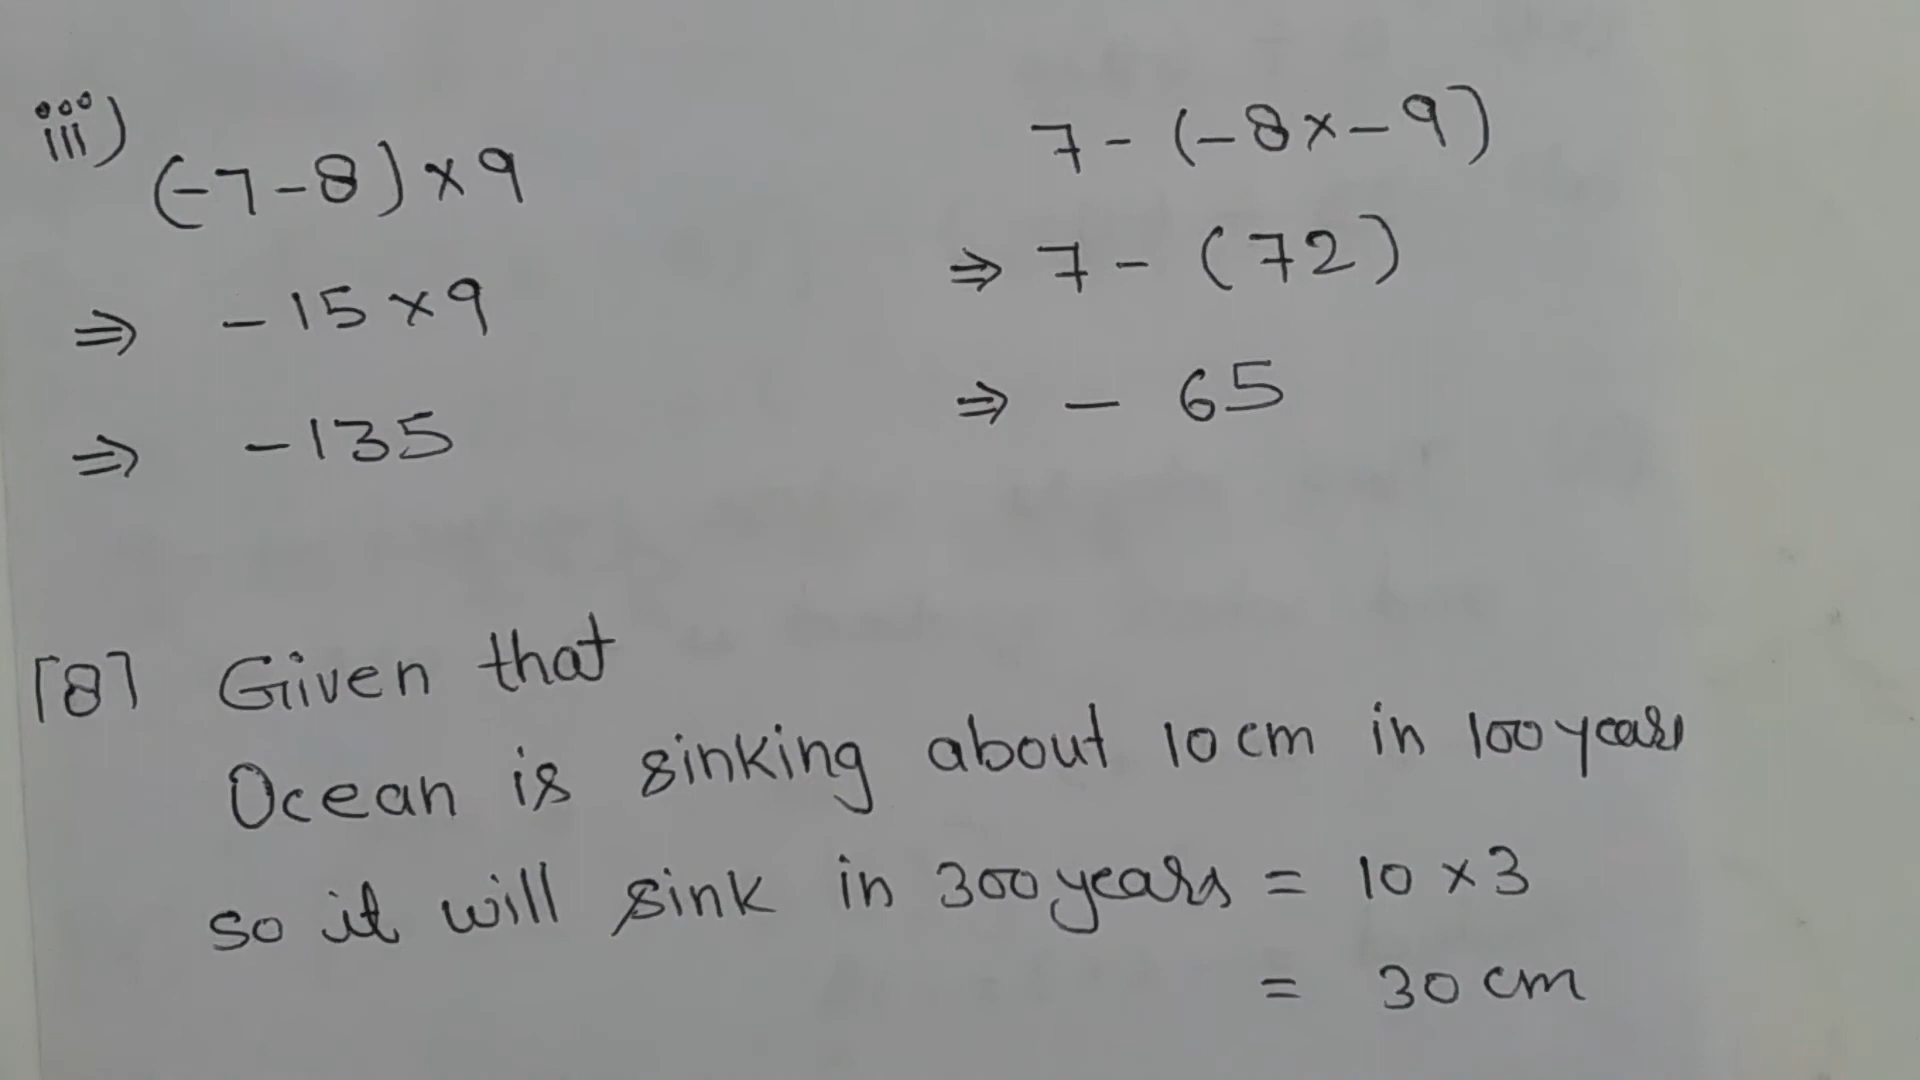 iii)
(-7-8) × 9
⇒ -15 × 9
⇒ -135
7 - (-8 × -9)
⇒ 7 - (72)
⇒ - 65
[8] Given that
Ocean is sinking about 10 cm in 100 years
so it will sink in 300 years = 10 × 3
= 30 cm